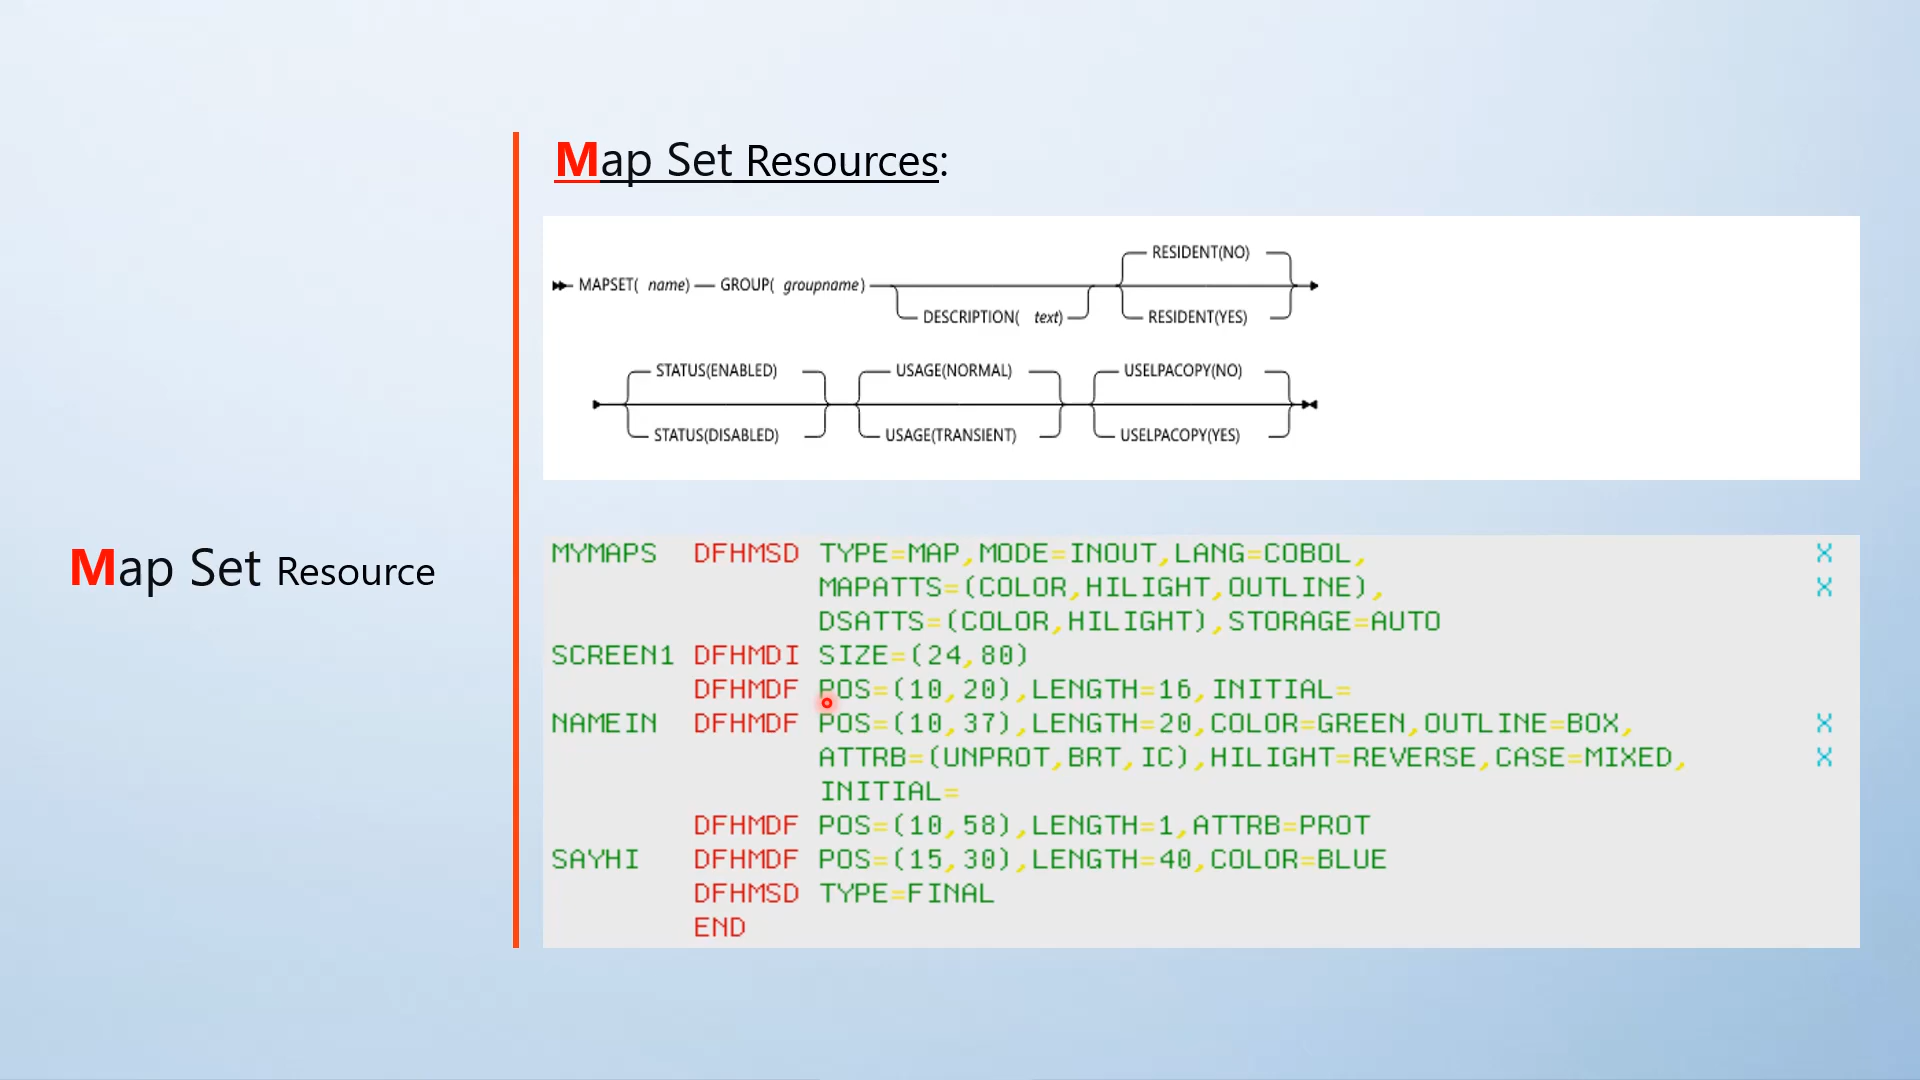 Map Set Resources:
RESIDENT(NO)
MAPSET( name) GROUP( groupname)
DESCRIPTION( text) RESIDENT(YES)
STATUS(ENABLED) USAGE(NORMAL) USELPACOPY(NO)
STATUS(DISABLED) USAGE(TRANSIENT) USELPACOPY(YES)
Map Set Resource
MYMAPS DFHMSD TYPE=MAP,MODE=INOUT,LANG=COBOL, X
MAPATTS=(COLOR,HILIGHT,OUTLINE), X
DSATTS=(COLOR,HILIGHT),STORAGE=AUTO
SCREEN1 DFHMDI SIZE=(24,80)
DFHMDF POS=(10,20),LENGTH=16,INITIAL=
NAMEIN DFHMDF POS=(10,37),LENGTH=20,COLOR=GREEN,OUTLINE=BOX, X
ATTRB=(UNPROT,BRT,IC),HILIGHT=REVERSE,CASE=MIXED, X
INITIAL=
DFHMDF POS=(10,58),LENGTH=1,ATTRB=PROT
SAYHI DFHMDF POS=(15,30),LENGTH=40,COLOR=BLUE
DFHMSD TYPE=FINAL
END